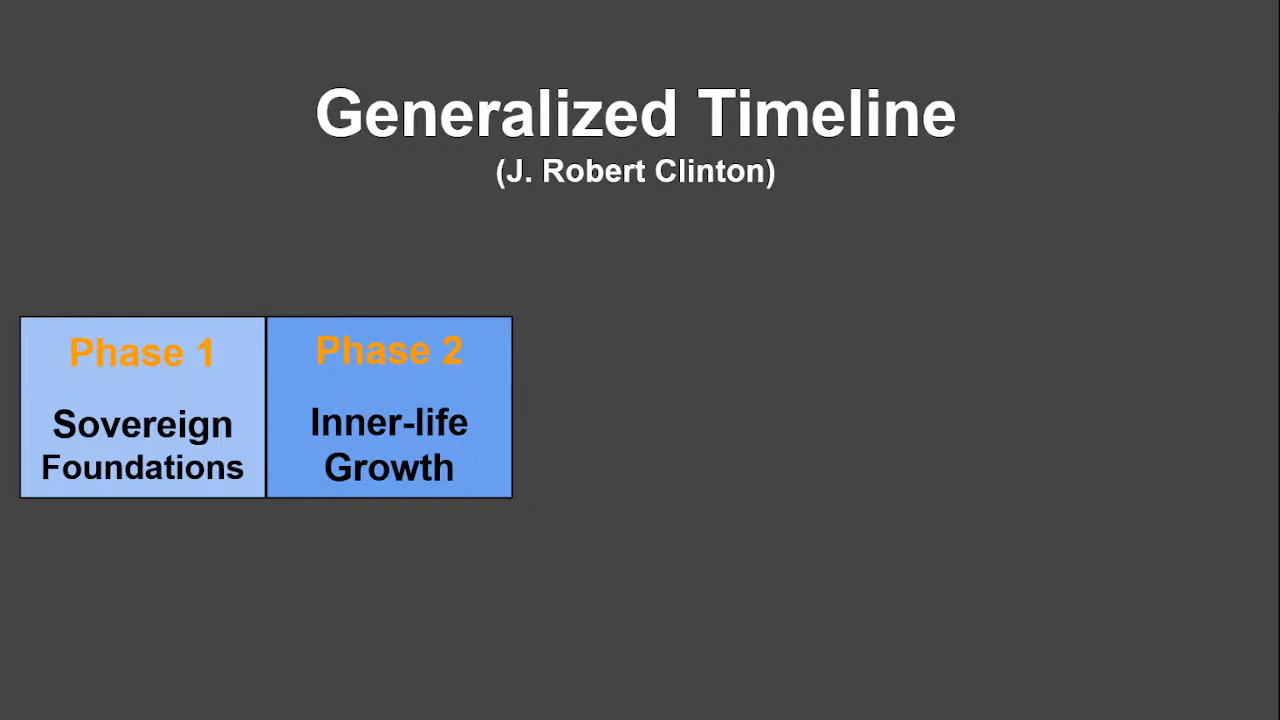 Generalized Timeline
(J. Robert Clinton)
Phase 1
Sovereign
Foundations
Phase 2
Inner-life
Growth